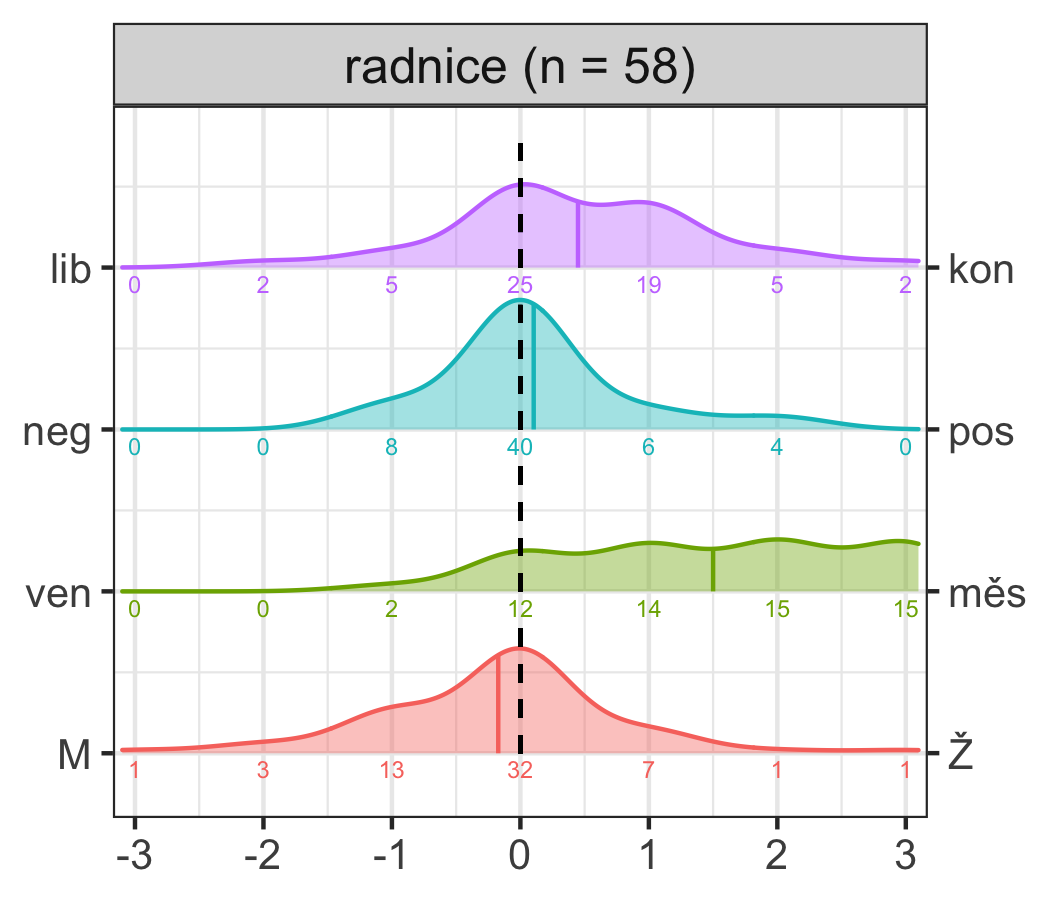 radnice (n = 58)
lib kon
0 2 5 25 19 5 2
neg pos
0 0 8 40 6 4 0
ven měs
0 0 2 12 14 15 15
M Ž
1 3 13 32 7 1 1
-3 -2 -1 0 1 2 3